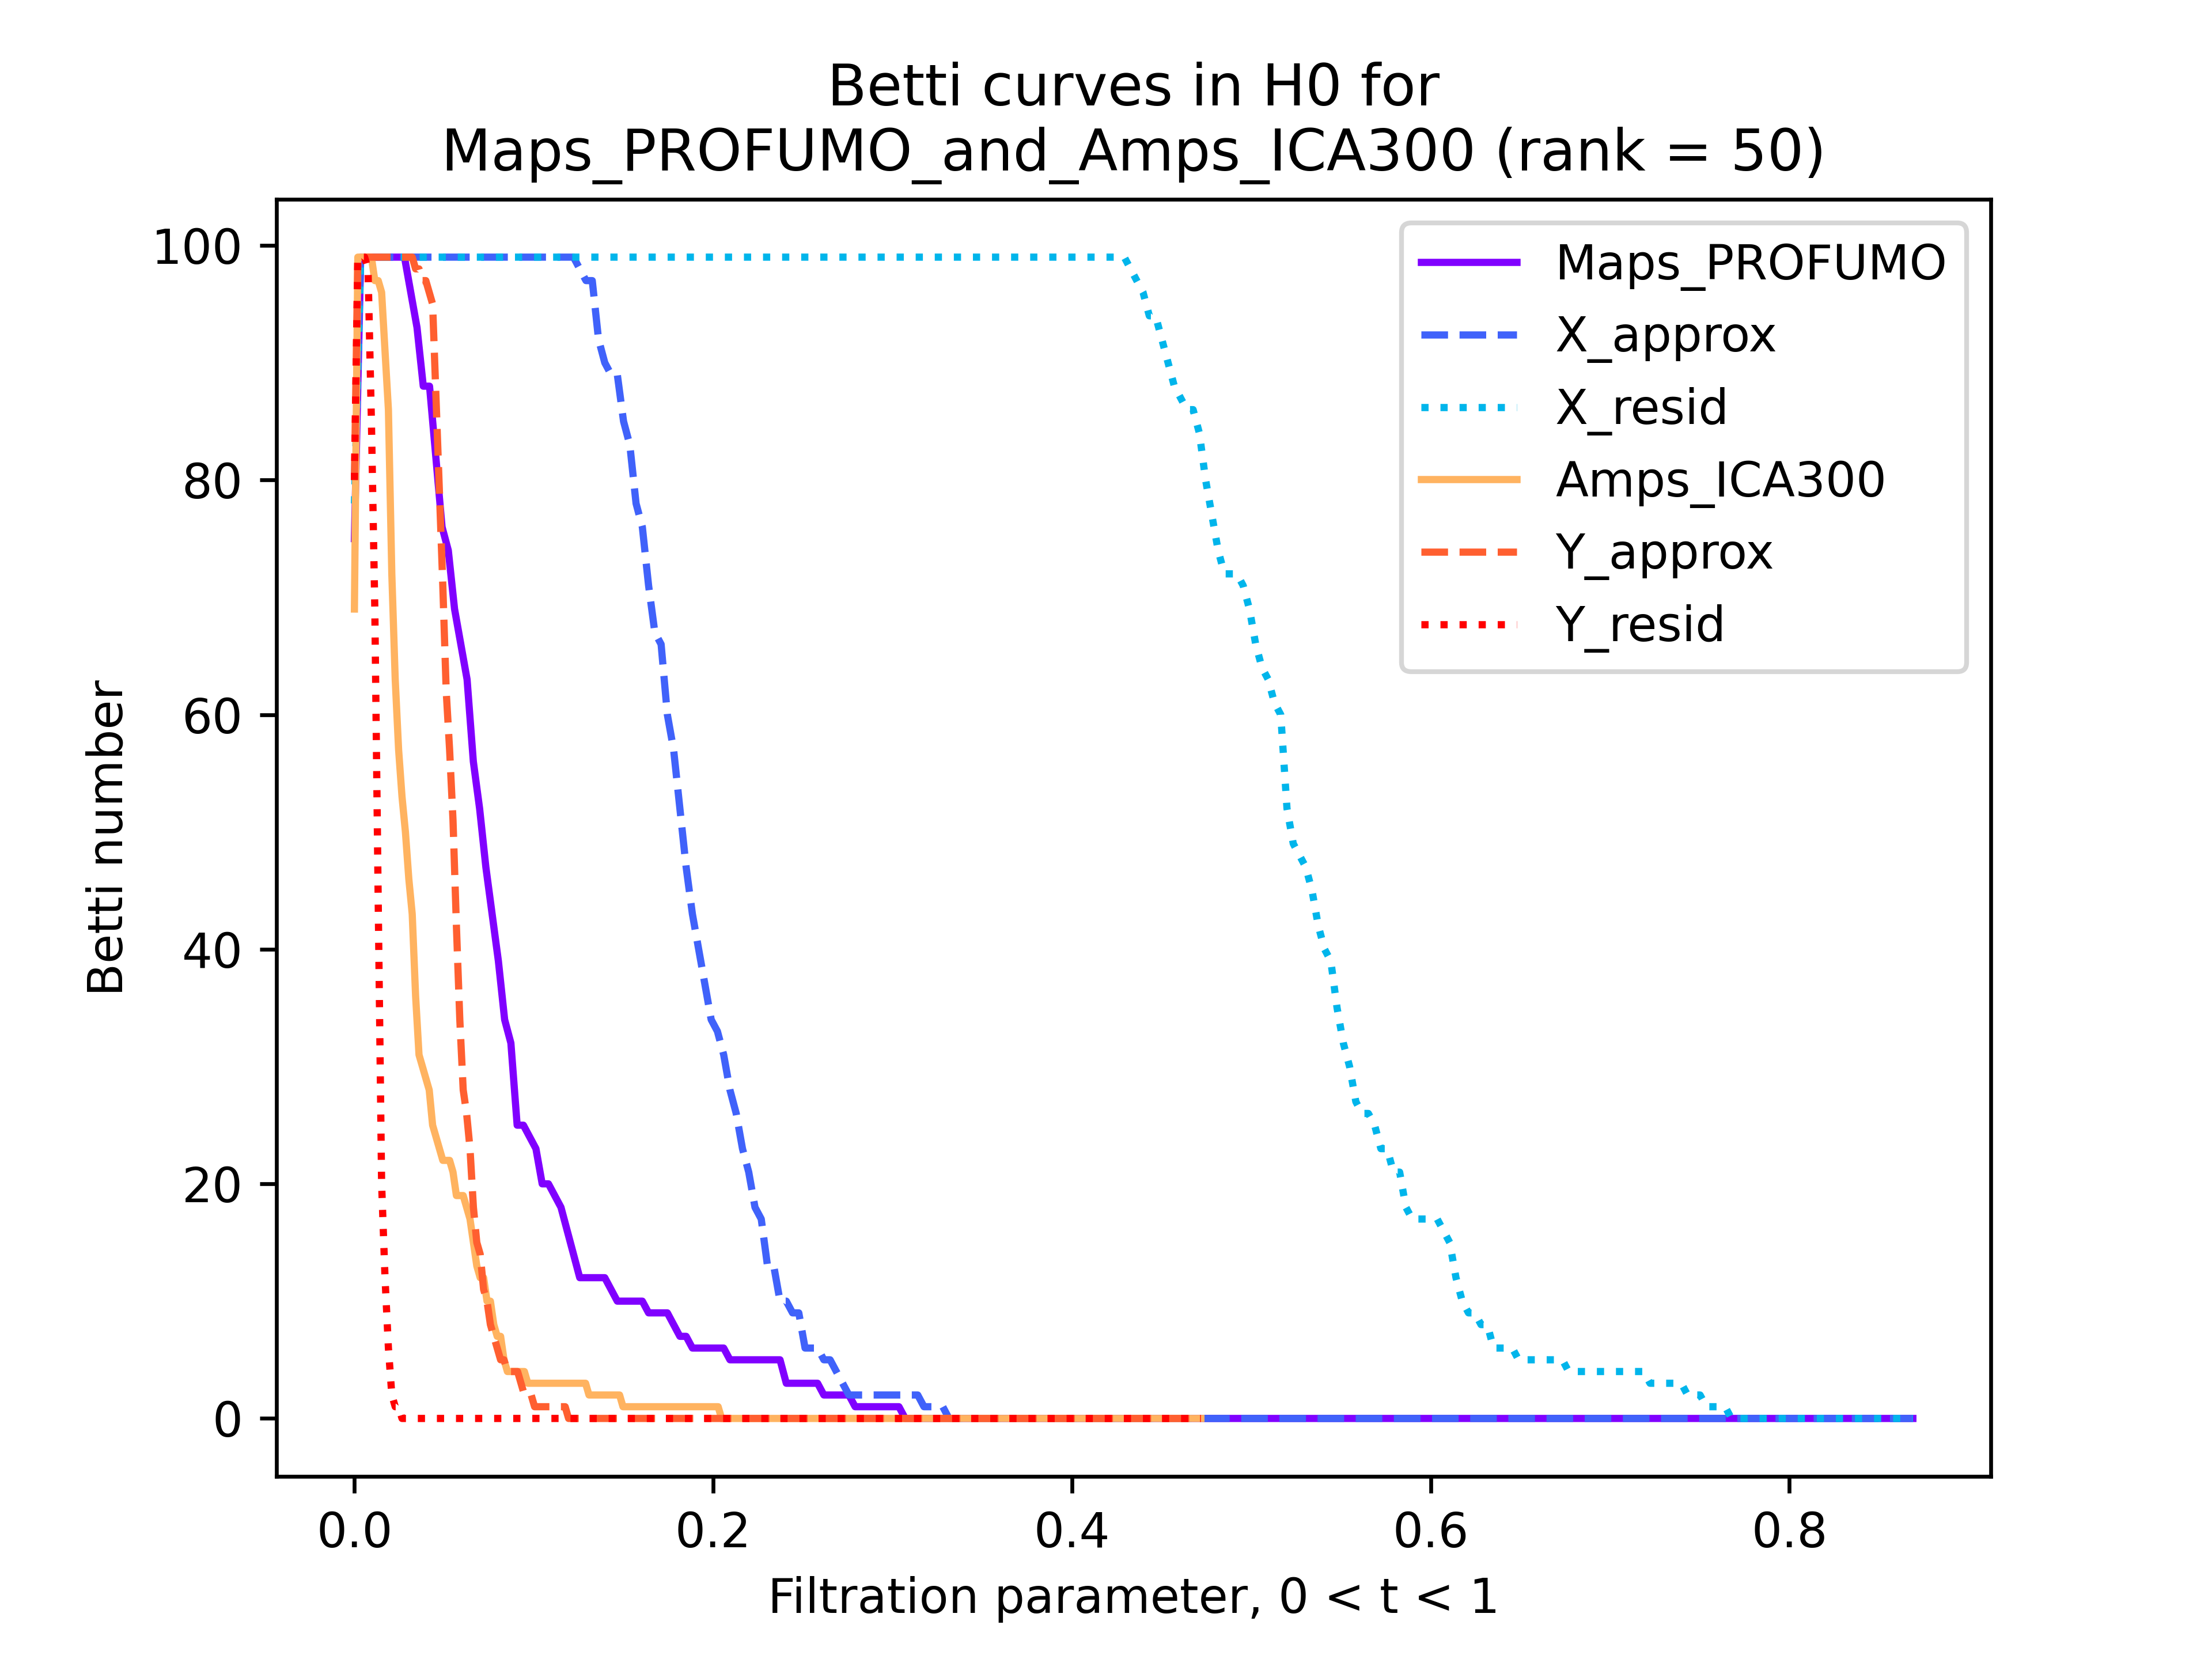 Betti curves in H0 for
Maps_PROFUMO_and_Amps_ICA300 (rank = 50)
100
80
60
40
20
0
Betti number
Maps_PROFUMO
X_approx
X_resid
Amps_ICA300
Y_approx
Y_resid
0.0 0.2 0.4 0.6 0.8
Filtration parameter, 0 < t < 1